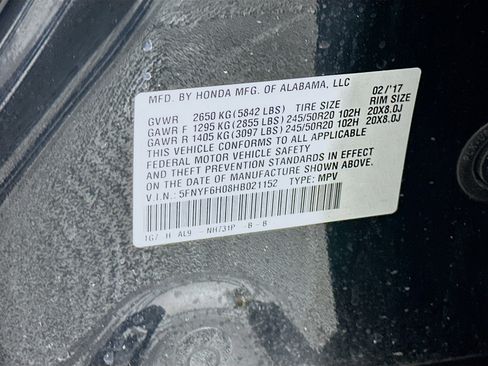 MFD. BY HONDA MFG. OF ALABAMA, LLC 02/'17
GVWR 2650 KG (5842 LBS) TIRE SIZE RIM SIZE
GAWR F 1295 KG (2855 LBS) 245/50R20 102H 20X8.0J
GAWR R 1405 KG (3097 LBS) 245/50R20 102H 20X8.0J
THIS VEHICLE CONFORMS TO ALL APPLICABLE
FEDERAL MOTOR VEHICLE SAFETY
AND THEFT PREVENTION STANDARDS IN EFFECT
ON THE DATE OF MANUFACTURE SHOWN ABOVE.
V.I.N.: 5FNYF6H08HB021152 TYPE: MPV
1G7 H AL9 -NH731P -B -B